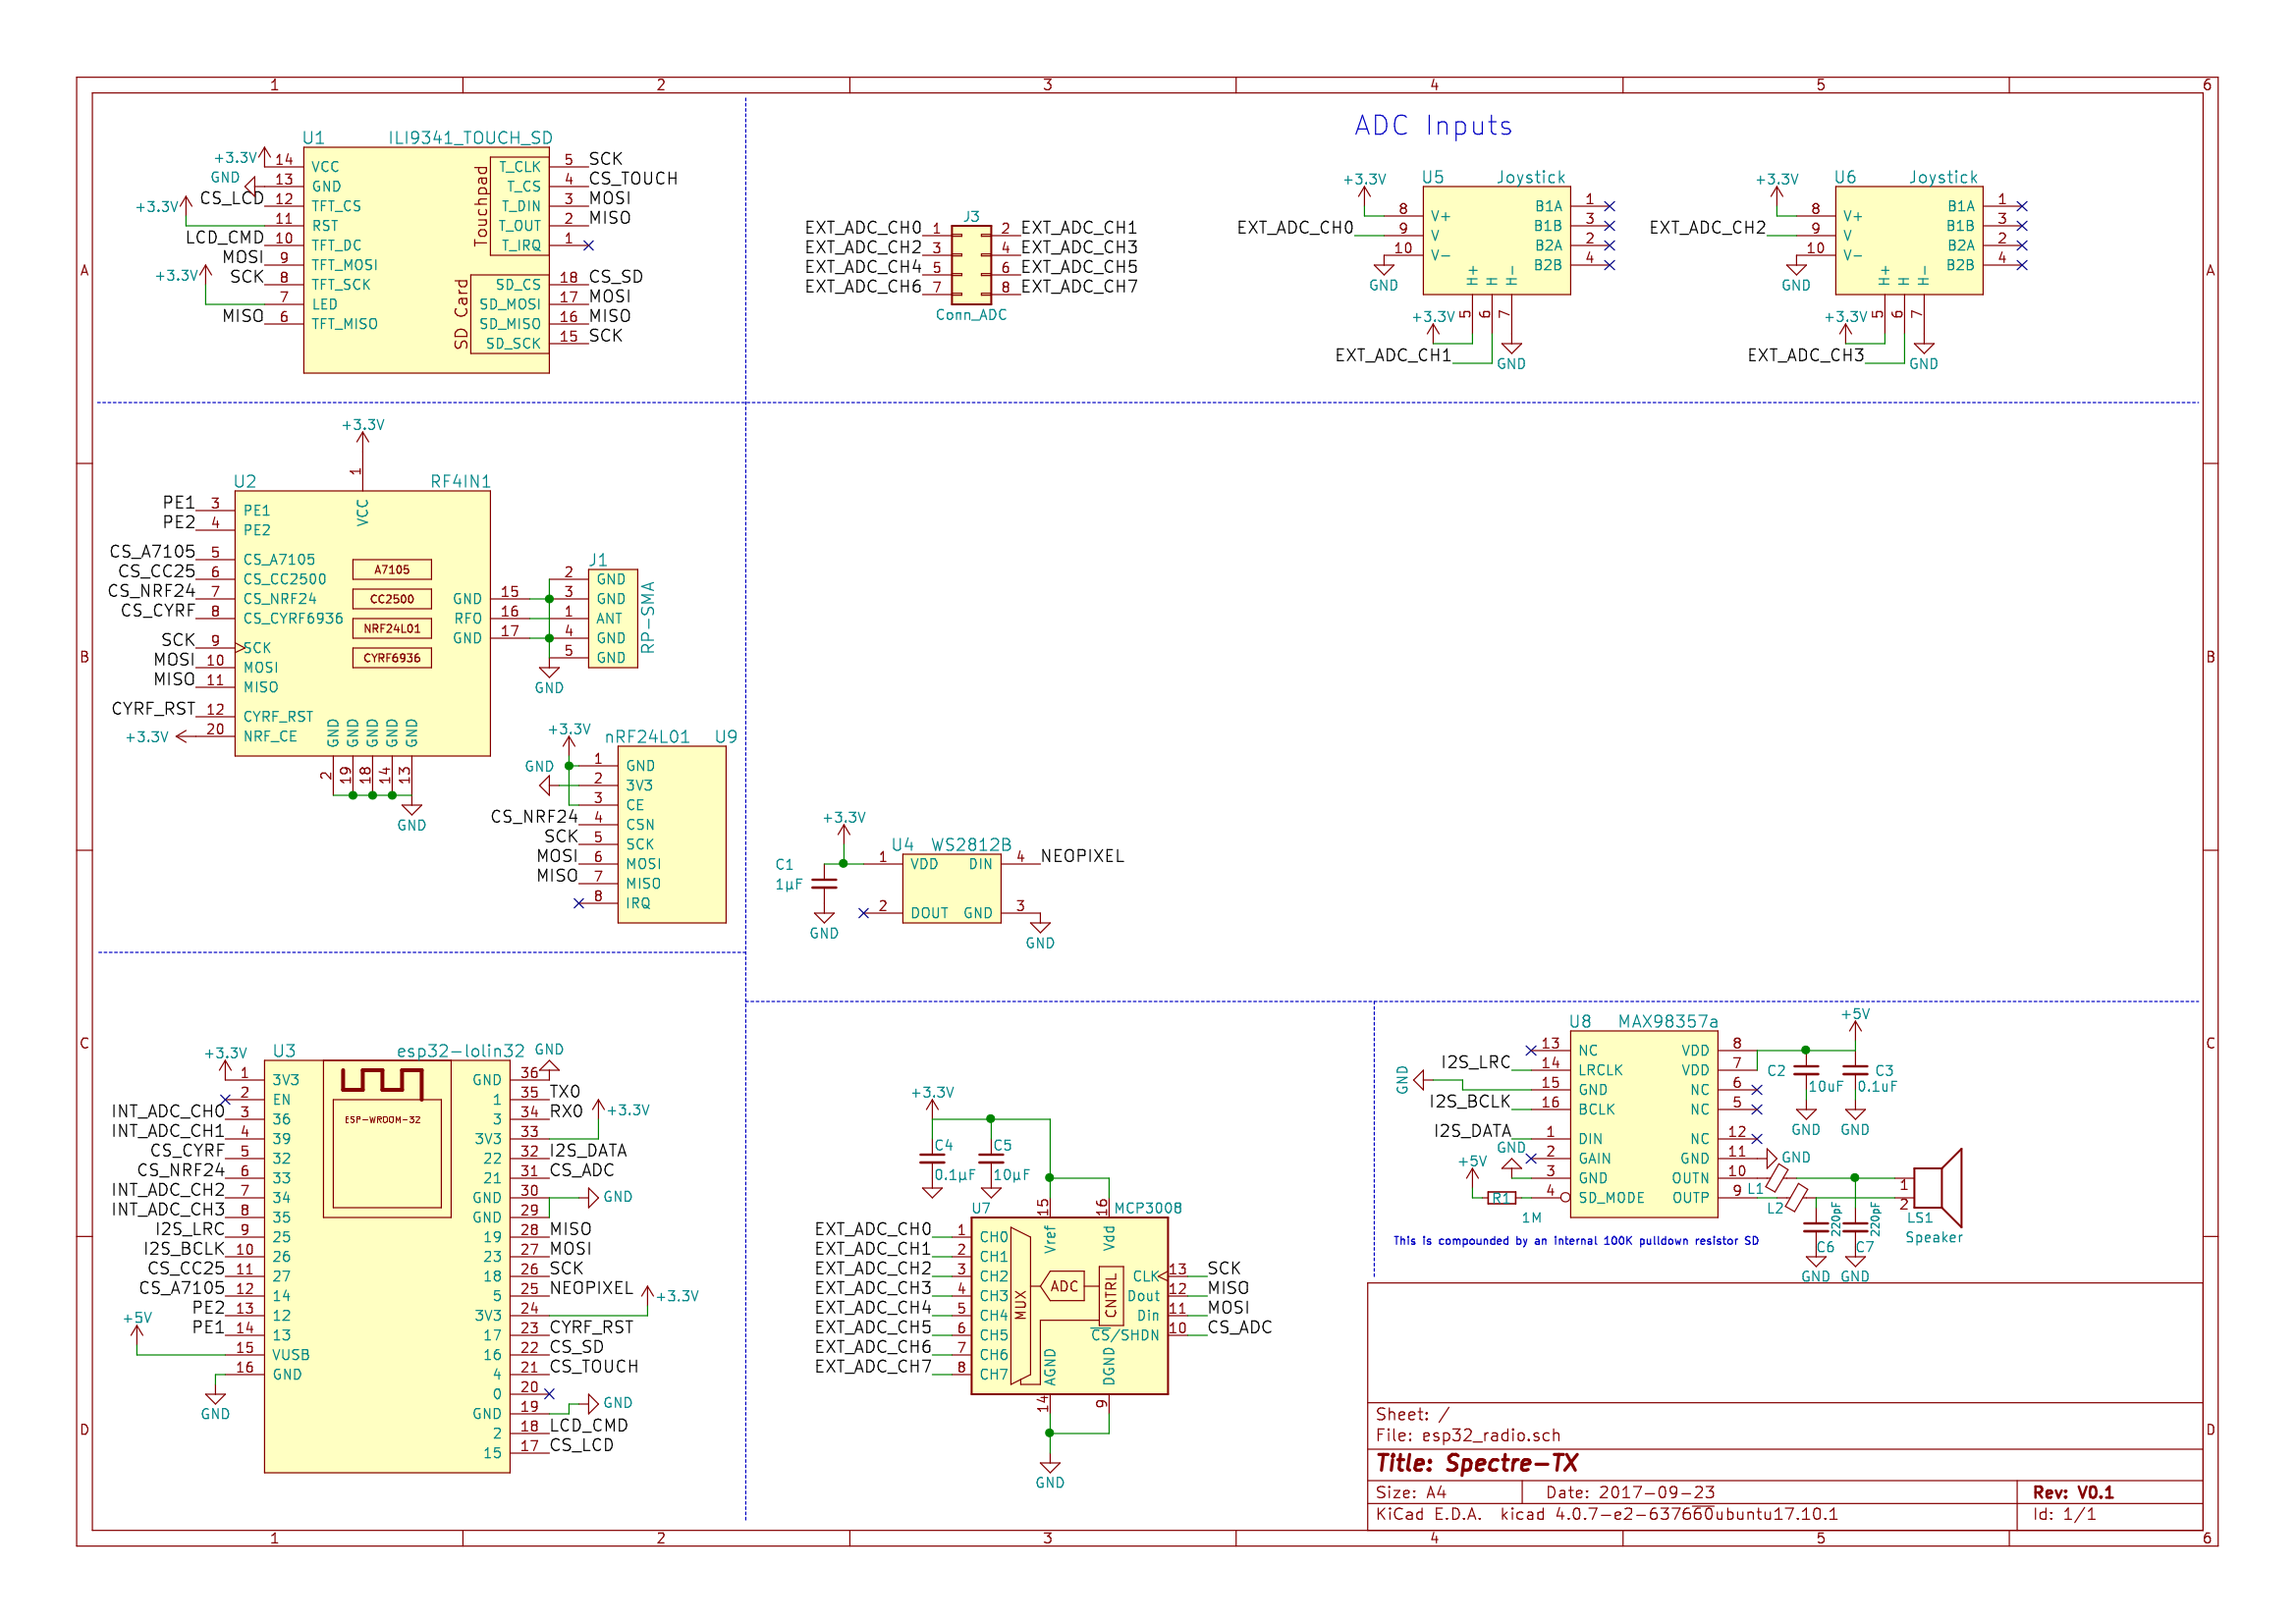 1 2 3 4 5 6
A
B
C
D
ADC Inputs
U1 ILI9341_TOUCH_SD
+3.3V 14 VCC
GND 13 GND
CS_LCD 12 TFT_CS
+3.3V 11 RST
LCD_CMD 10 TFT_DC
MOSI 9 TFT_MOSI
SCK 8 TFT_SCK
+3.3V 7 LED
MISO 6 TFT_MISO
Touchpad
T_CLK 5 SCK
T_CS 4 CS_TOUCH
T_DIN 3 MOSI
T_OUT 2 MISO
T_IRQ 1
SD Card
SD_CS 18 CS_SD
SD_MOSI 17 MOSI
SD_MISO 16 MISO
SD_SCK 15 SCK
J3
EXT_ADC_CH0 1 2 EXT_ADC_CH1
EXT_ADC_CH2 3 4 EXT_ADC_CH3
EXT_ADC_CH4 5 6 EXT_ADC_CH5
EXT_ADC_CH6 7 8 EXT_ADC_CH7
Conn_ADC
U5 Joystick
+3.3V 8 V+
EXT_ADC_CH0 9 V
10 V-
GND
B1A 1
B1B 3
B2A 2
B2B 4
H+ H H-
5 6 7
+3.3V
EXT_ADC_CH1
GND
U6 Joystick
+3.3V 8 V+
EXT_ADC_CH2 9 V
10 V-
GND
B1A 1
B1B 3
B2A 2
B2B 4
H+ H H-
5 6 7
+3.3V
EXT_ADC_CH3
GND
+3.3V
1
VCC
U2 RF4IN1
PE1 3 PE1
PE2 4 PE2
CS_A7105 5 CS_A7105
CS_CC25 6 CS_CC2500
CS_NRF24 7 CS_NRF24
CS_CYRF 8 CS_CYRF6936
SCK 9 SCK
MOSI 10 MOSI
MISO 11 MISO
CYRF_RST 12 CYRF_RST
+3.3V 20 NRF_CE
A7105
CC2500
NRF24L01
CYRF6936
GND 15
RFO 16
GND 17
GND GND GND GND GND
2 19 18 14 13
GND
J1
2 GND
3 GND
1 ANT
4 GND
5 GND
RP-SMA
GND
+3.3V
nRF24L01 U9
1 GND
GND 2 3V3
3 CE
CS_NRF24 4 CSN
SCK 5 SCK
MOSI 6 MOSI
MISO 7 MISO
8 IRQ
+3.3V
C1
1µF
GND
U4 WS2812B
1 VDD DIN 4 NEOPIXEL
2 DOUT GND 3
GND
U3 esp32-lolin32
ESP-WROOM-32
+3.3V 1 3V3
2 EN
INT_ADC_CH0 3 36
INT_ADC_CH1 4 39
CS_CYRF 5 32
CS_NRF24 6 33
INT_ADC_CH2 7 34
INT_ADC_CH3 8 35
I2S_LRC 9 25
I2S_BCLK 10 26
CS_CC25 11 27
CS_A7105 12 14
PE2 13 12
PE1 14 13
+5V 15 VUSB
16 GND
GND
GND
GND 36
1 35 TX0
3 34 RX0
3V3 33 +3.3V
22 32 I2S_DATA
21 31 CS_ADC
GND 30 GND
GND 29
19 28 MISO
23 27 MOSI
18 26 SCK
5 25 NEOPIXEL
3V3 24 +3.3V
17 23 CYRF_RST
16 22 CS_SD
4 21 CS_TOUCH
0 20
GND 19 GND
2 18 LCD_CMD
15 17 CS_LCD
+3.3V
C4
0.1µF
C5
10µF
15 16
U7 MCP3008
Vref Vdd
EXT_ADC_CH0 1 CH0
EXT_ADC_CH1 2 CH1
EXT_ADC_CH2 3 CH2
EXT_ADC_CH3 4 CH3
EXT_ADC_CH4 5 CH4
EXT_ADC_CH5 6 CH5
EXT_ADC_CH6 7 CH6
EXT_ADC_CH7 8 CH7
MUX ADC CNTRL
CLK 13 SCK
Dout 12 MISO
Din 11 MOSI
CS/SHDN 10 CS_ADC
AGND DGND
14 9
GND
U8 MAX98357a
13 NC
I2S_LRC 14 LRCLK
GND 15 GND
I2S_BCLK 16 BCLK
I2S_DATA 1 DIN
GND 2 GAIN
3 GND
+5V R1 4 SD_MODE
1M
VDD 8
VDD 7
NC 6
NC 5
NC 12
GND 11 GND
OUTN 10
OUTP 9
+5V
C2
10uF
C3
0.1uF
GND GND
L1
L2
C6
220pF
C7
220pF
GND GND
1
2
LS1
Speaker
This is compounded by an internal 100K pulldown resistor SD
Sheet: /
File: esp32_radio.sch
Title: Spectre-TX
Size: A4 Date: 2017-09-23 Rev: V0.1
KiCad E.D.A. kicad 4.0.7-e2-637660ubuntu17.10.1 Id: 1/1
1 2 3 4 5 6
A
B
C
D